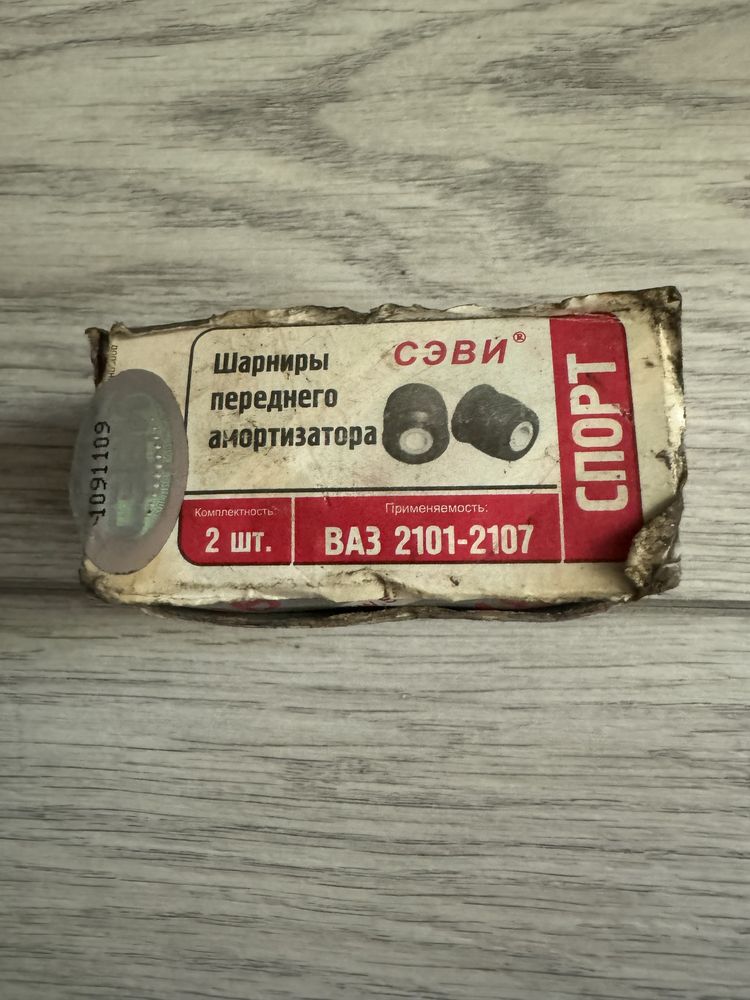 СЭВИ®
Шарниры
переднего
амортизатора
СПОРТ
Комплектность:
2 шт.
Применяемость:
ВАЗ 2101-2107
1091109